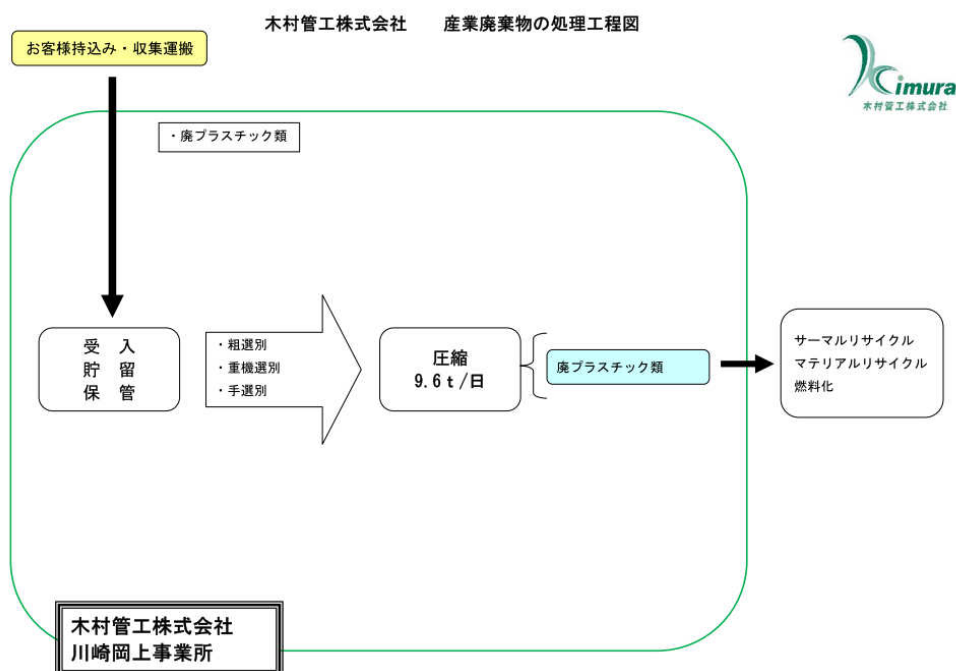 木村管工株式会社　　産業廃棄物の処理工程図
お客様持込み・収集運搬
Kimura
木村管工株式会社
・廃プラスチック類
受　入
貯　留
保　管
・粗選別
・重機選別
・手選別
圧縮
9.6ｔ/日
廃プラスチック類
サーマルリサイクル
マテリアルリサイクル
燃料化
木村管工株式会社
川崎岡上事業所